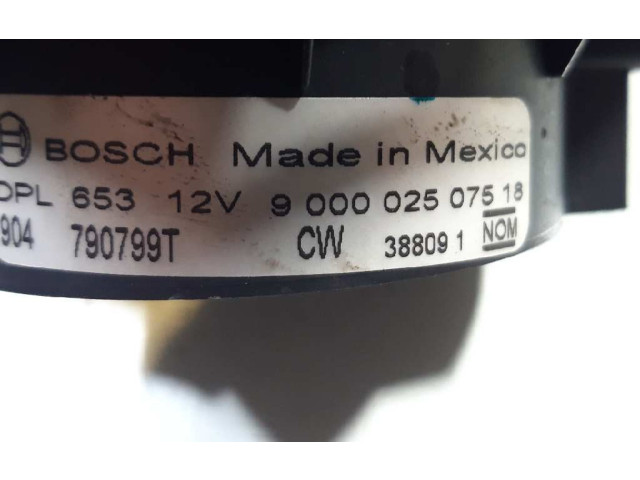 BOSCH Made in Mexico
DPL 653 12V 9 000 025 075 18
904 790799T CW 38809 1 NOM